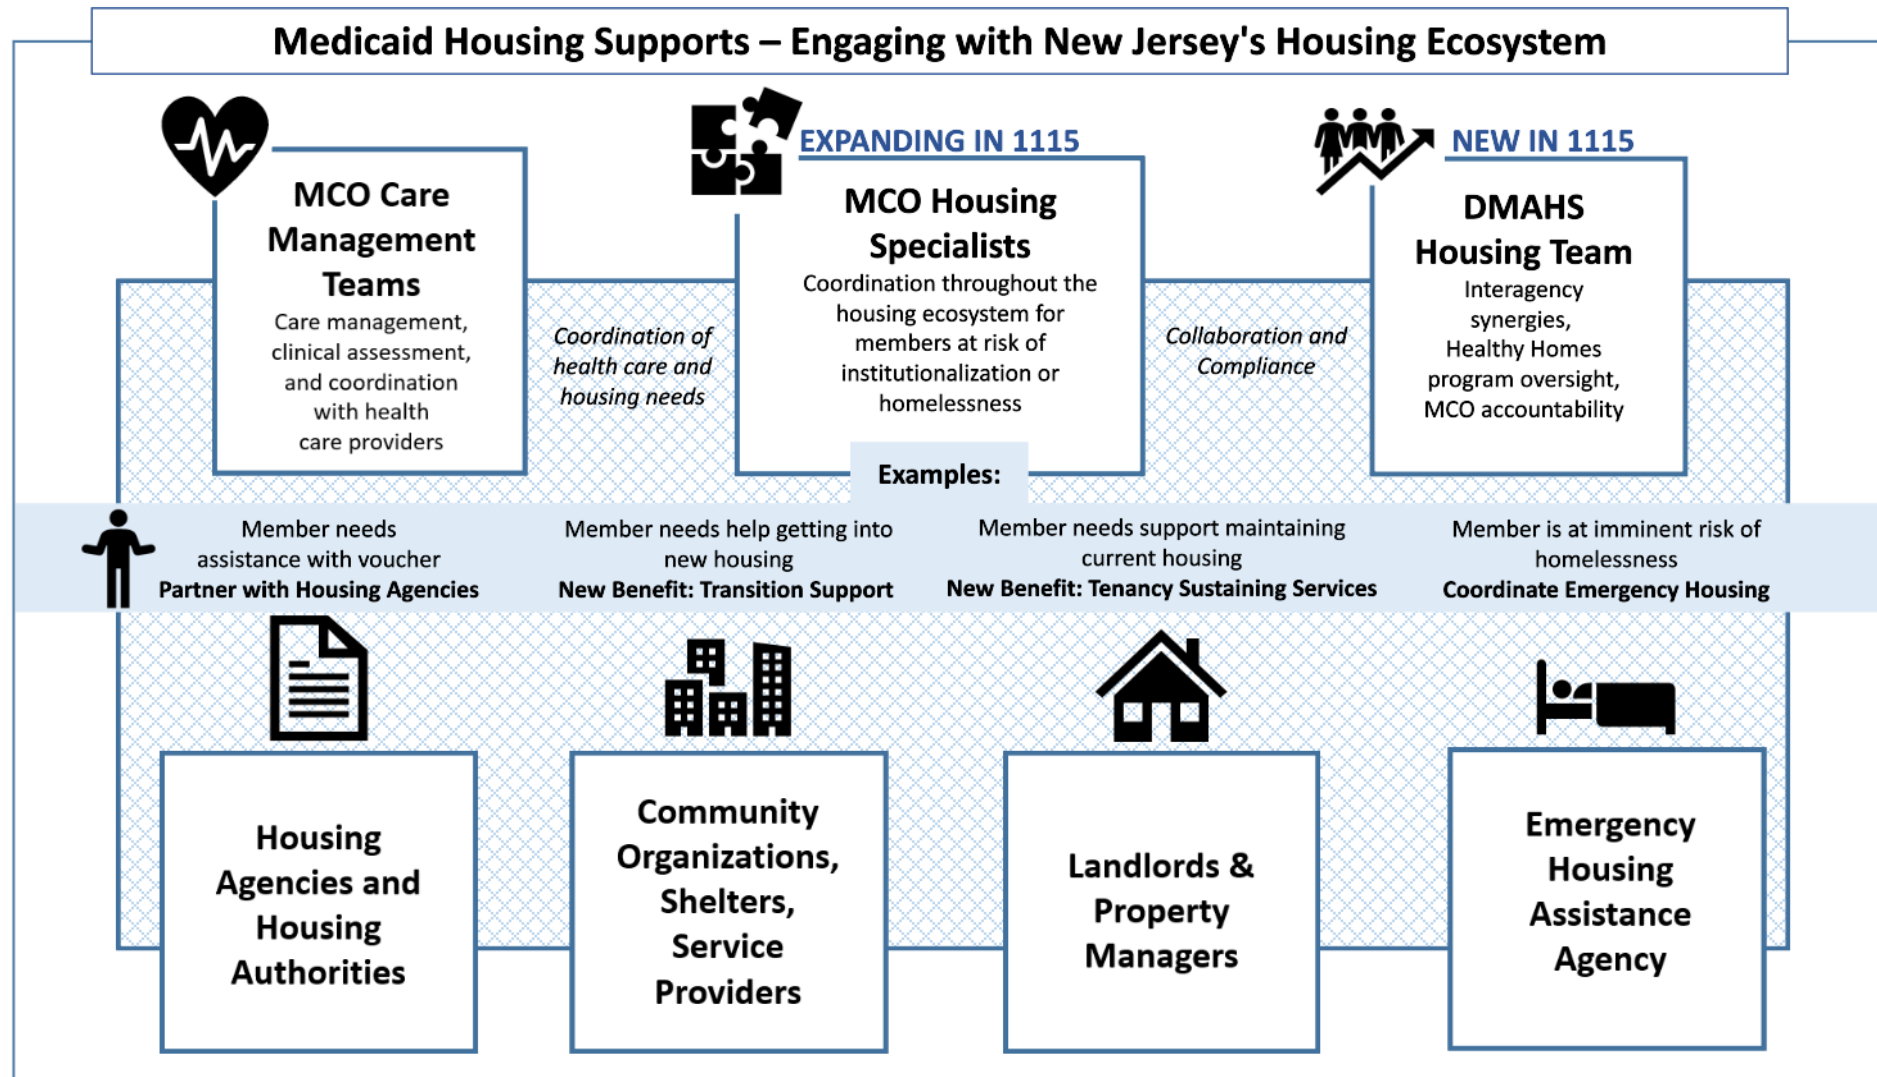 Medicaid Housing Supports – Engaging with New Jersey's Housing Ecosystem
MCO Care
Management
Teams
Care management,
clinical assessment,
and coordination
with health
care providers
Coordination of
health care and
housing needs
EXPANDING IN 1115
MCO Housing
Specialists
Coordination throughout the
housing ecosystem for
members at risk of
institutionalization or
homelessness
Collaboration and
Compliance
NEW IN 1115
DMAHS
Housing Team
Interagency
synergies,
Healthy Homes
program oversight,
MCO accountability
Examples:
Member needs
assistance with voucher
Partner with Housing Agencies
Member needs help getting into
new housing
New Benefit: Transition Support
Member needs support maintaining
current housing
New Benefit: Tenancy Sustaining Services
Member is at imminent risk of
homelessness
Coordinate Emergency Housing
Housing
Agencies and
Housing
Authorities
Community
Organizations,
Shelters,
Service
Providers
Landlords &
Property
Managers
Emergency
Housing
Assistance
Agency